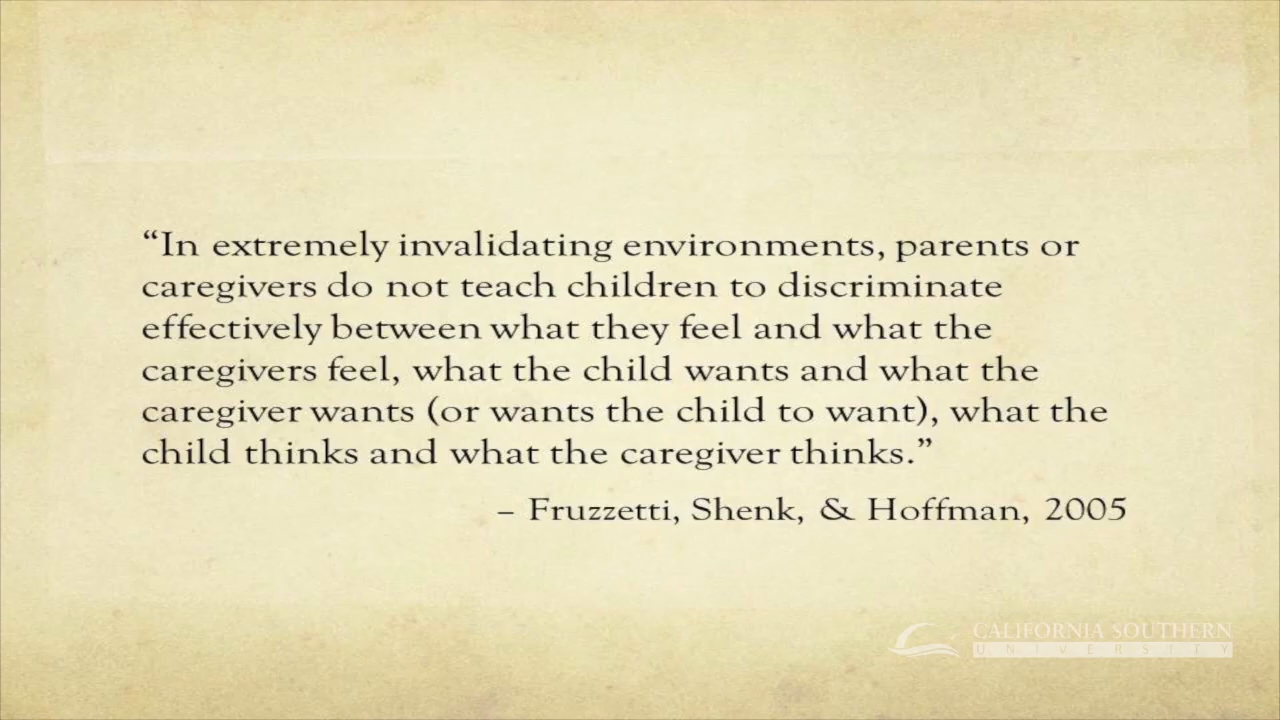 “In extremely invalidating environments, parents or
caregivers do not teach children to discriminate
effectively between what they feel and what the
caregivers feel, what the child wants and what the
caregiver wants (or wants the child to want), what the
child thinks and what the caregiver thinks.”
– Fruzzetti, Shenk, & Hoffman, 2005
CALIFORNIA SOUTHERN
UNIVERSITY